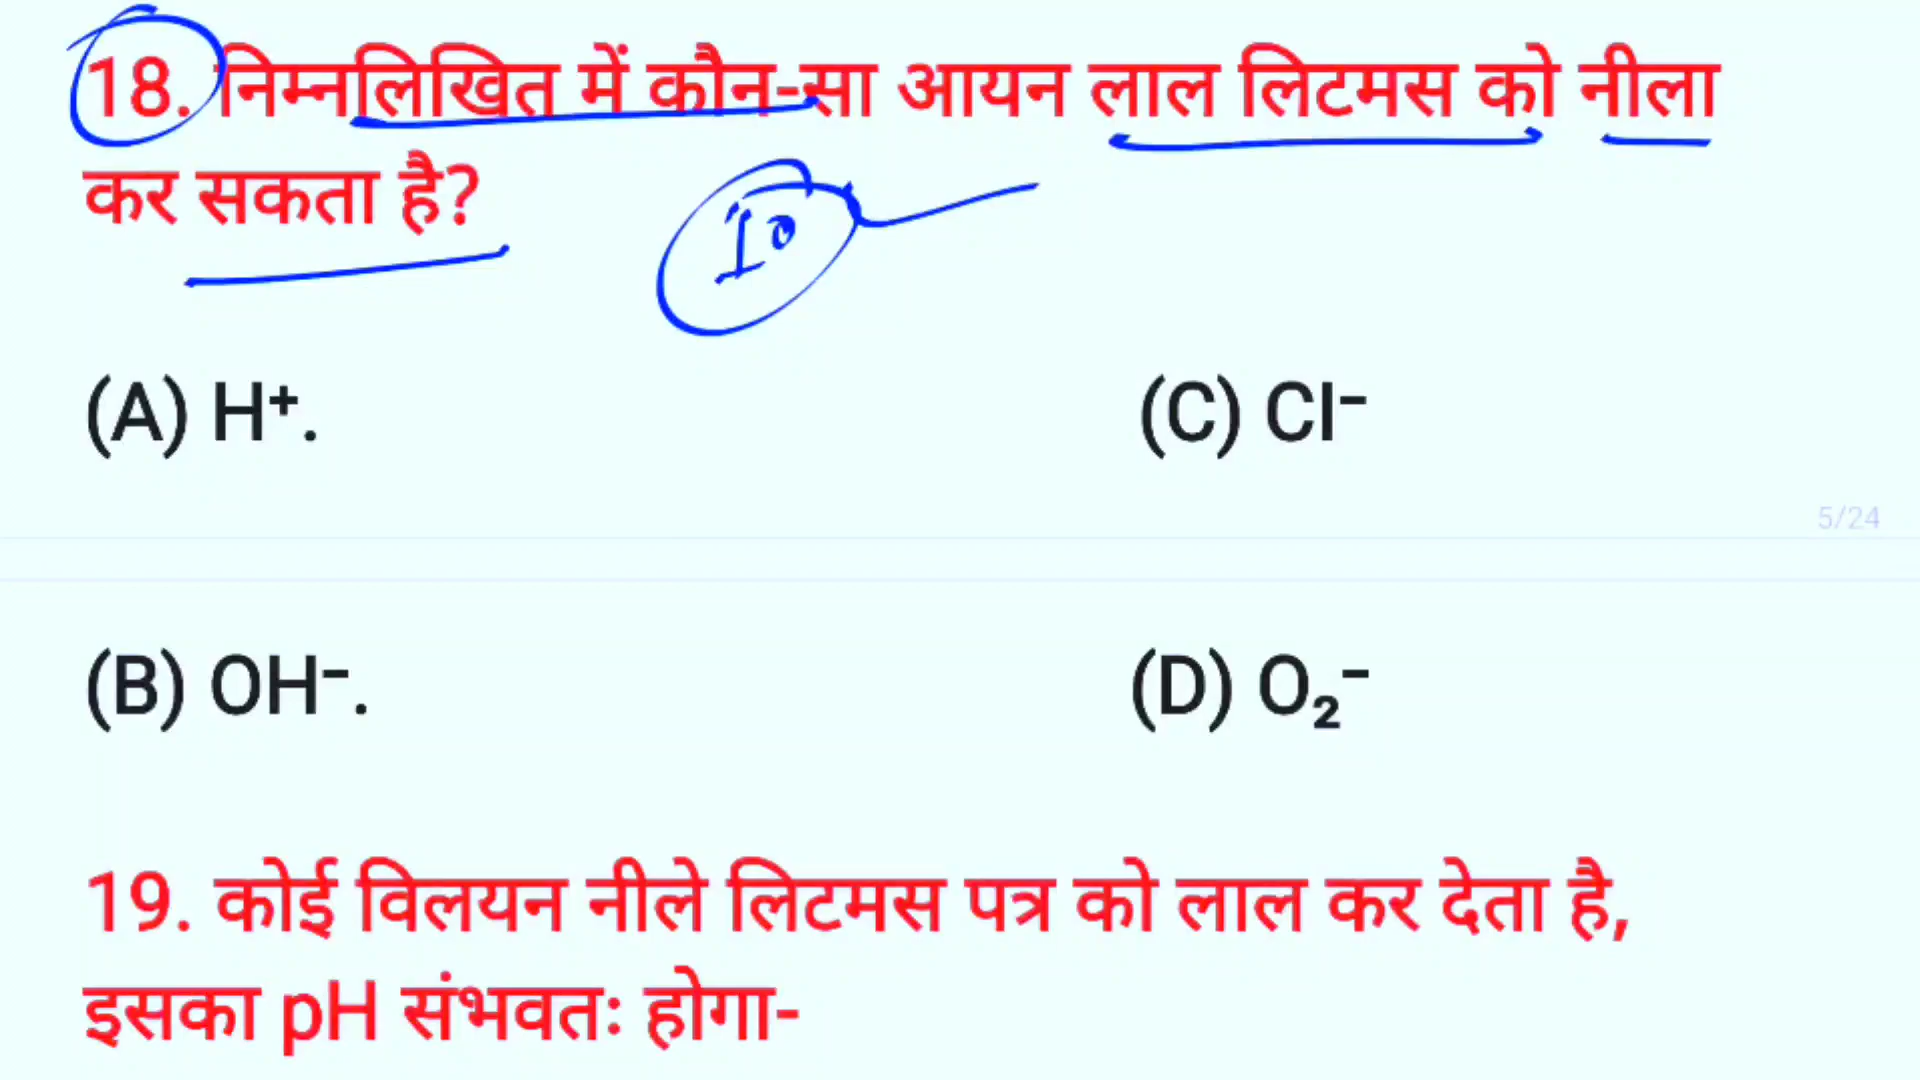 18. निम्नलिखित में कौन-सा आयन लाल लिटमस को नीला
कर सकता है?
(A) H⁺.
(C) Cl⁻
5/24
(B) OH⁻.
(D) O₂⁻
19. कोई विलयन नीले लिटमस पत्र को लाल कर देता है,
इसका pH संभवतः होगा-